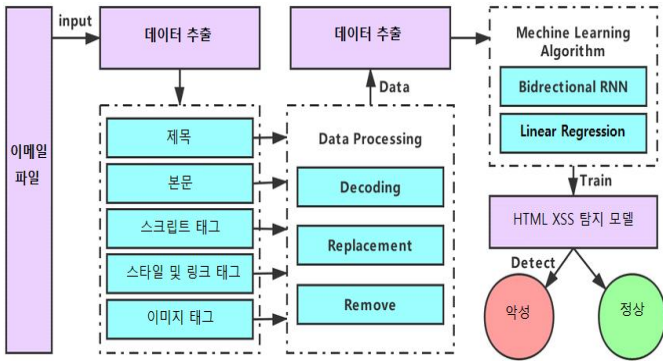 이메일
파일
input
데이터 추출
제목
본문
스크립트 태그
스타일 및 링크 태그
이미지 태그
Data Processing
Decoding
Replacement
Remove
Data
데이터 추출
Mechine Learning
Algorithm
Bidrectional RNN
Linear Regression
Train
HTML XSS 탐지 모델
Detect
악성
정상